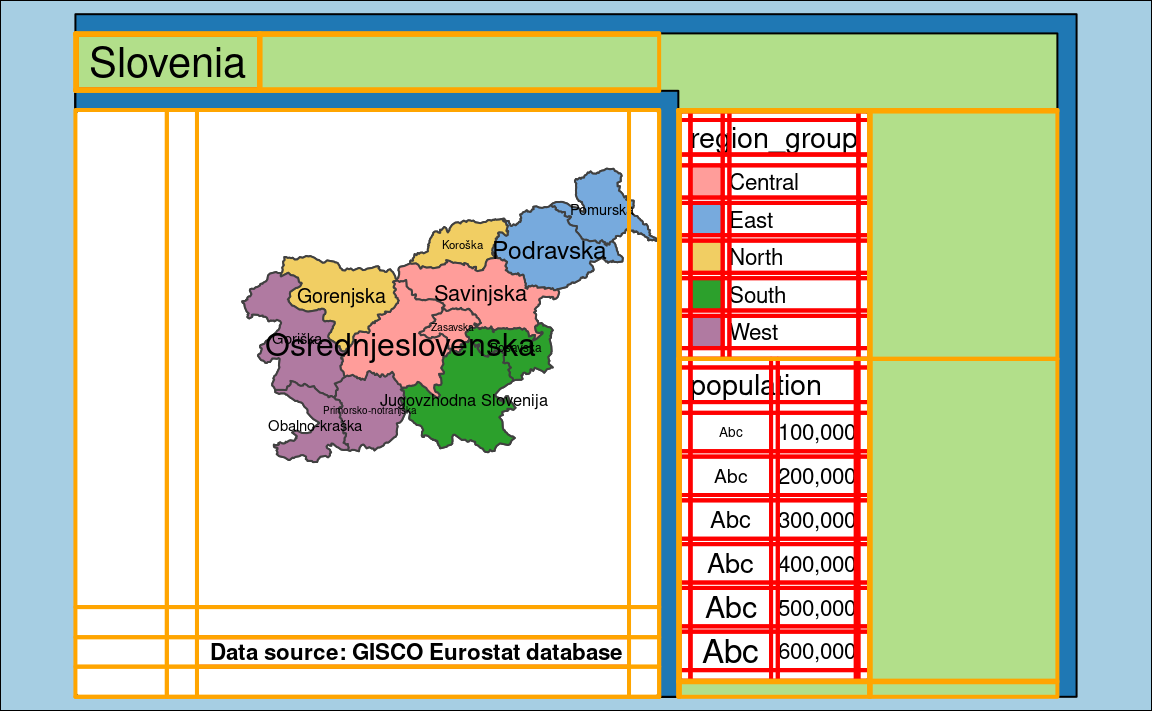 Slovenia
region_group
Central
East
North
South
West
Pomurska
Koroška
Podravska
Gorenjska
Savinjska
Zasavska
Goriška
Osrednjeslovenska
Posavska
Jugovzhodna Slovenija
Primorsko-notranjska
Obalno-kraška
population
Abc 100,000
Abc 200,000
Abc 300,000
Abc 400,000
Abc 500,000
Abc 600,000
Data source: GISCO Eurostat database